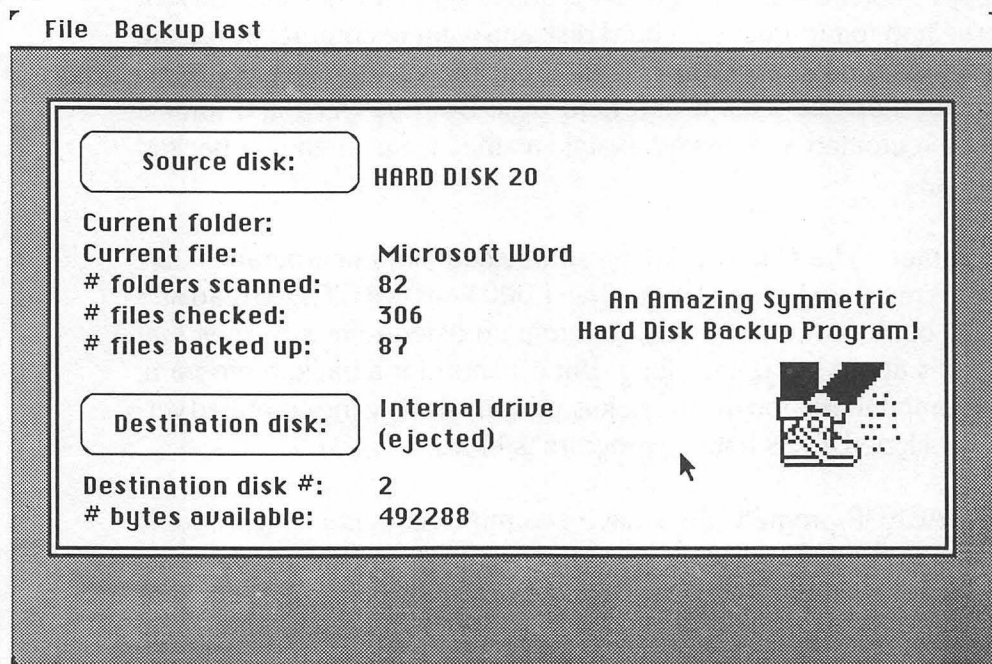 File Backup last
Source disk:
HARD DISK 20
Current folder:
Current file: Microsoft Word
# folders scanned: 82
# files checked: 306
# files backed up: 87
An Amazing Symmetric
Hard Disk Backup Program!
Destination disk:
Internal drive
(ejected)
Destination disk #: 2
# bytes available: 492288